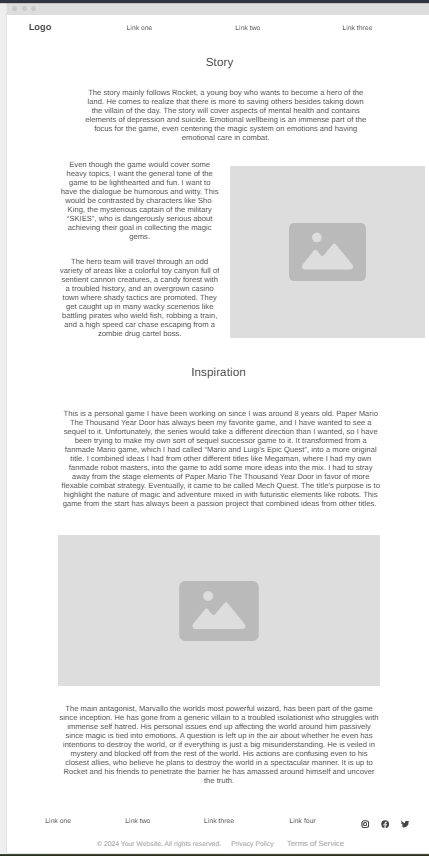 Logo
Link one
Link two
Link three
Story
The story mainly follows Rocket, a young boy who wants to become a hero of the
land. He comes to realize that there is more to saving others besides taking down
the villain of the day. The story will cover aspects of mental health and contains
elements of depression and suicide. Emotional wellbeing is an immense part of the
focus for the game, even centering the magic system on emotions and having
emotional care in combat.
Even though the game would cover some
heavy topics, I want the general tone of the
game to be lighthearted and fun. I want to
have the dialogue be humorous and witty. This
would be contrasted by characters like Sho
King, the mysterious captain of the military
“SKIES”, who is dangerously serious about
achieving their goal in collecting the magic
gems.
The hero team will travel through an odd
variety of areas like a colorful toy canyon full of
sentient cannon creatures, a candy forest with
a troubled history, and an overgrown casino
town where shady tactics are promoted. They
get caught up in many wacky scenerios like
battling pirates who wield fish, robbing a train,
and a high speed car chase escaping from a
zombie drug cartel boss.
Inspiration
This is a personal game I have been working on since I was around 8 years old. Paper Mario
The Thousand Year Door has always been my favorite game, and I have wanted to see a
sequel to it. Unfortunately, the series would take a different direction than I wanted, so I have
been trying to make my own sort of sequel successor game to it. It transformed from a
fanmade Mario game, which I had called “Mario and Luigi's Epic Quest”, into a more original
title. I combined ideas I had from other different titles like Megaman, where I had my own
fanmade robot masters, into the game to add some more ideas into the mix. I had to stray
away from the stage elements of Paper Mario The Thousand Year Door in favor of more
flexable combat strategy. Eventually, it came to be called Mech Quest. The title's purpose is to
highlight the nature of magic and adventure mixed in with futuristic elements like robots. This
game from the start has always been a passion project that combined ideas from other titles.
The main antagonist, Marvallo the worlds most powerful wizard, has been part of the game
since inception. He has gone from a generic villain to a troubled isolationist who struggles with
immense self hatred. His personal issues end up affecting the world around him passively
since magic is tied into emotions. A question is left up in the air about whether he even has
intentions to destroy the world, or if everything is just a big misunderstanding. He is veiled in
mystery and blocked off from the rest of the world. His actions are confusing even to his
closest allies, who believe he plans to destroy the world in a spectacular manner. It is up to
Rocket and his friends to penetrate the barrier he has amassed around himself and uncover
the truth.
Link one
Link two
Link three
Link four
© 2024 Your Website. All rights reserved.
Privacy Policy
Terms of Service